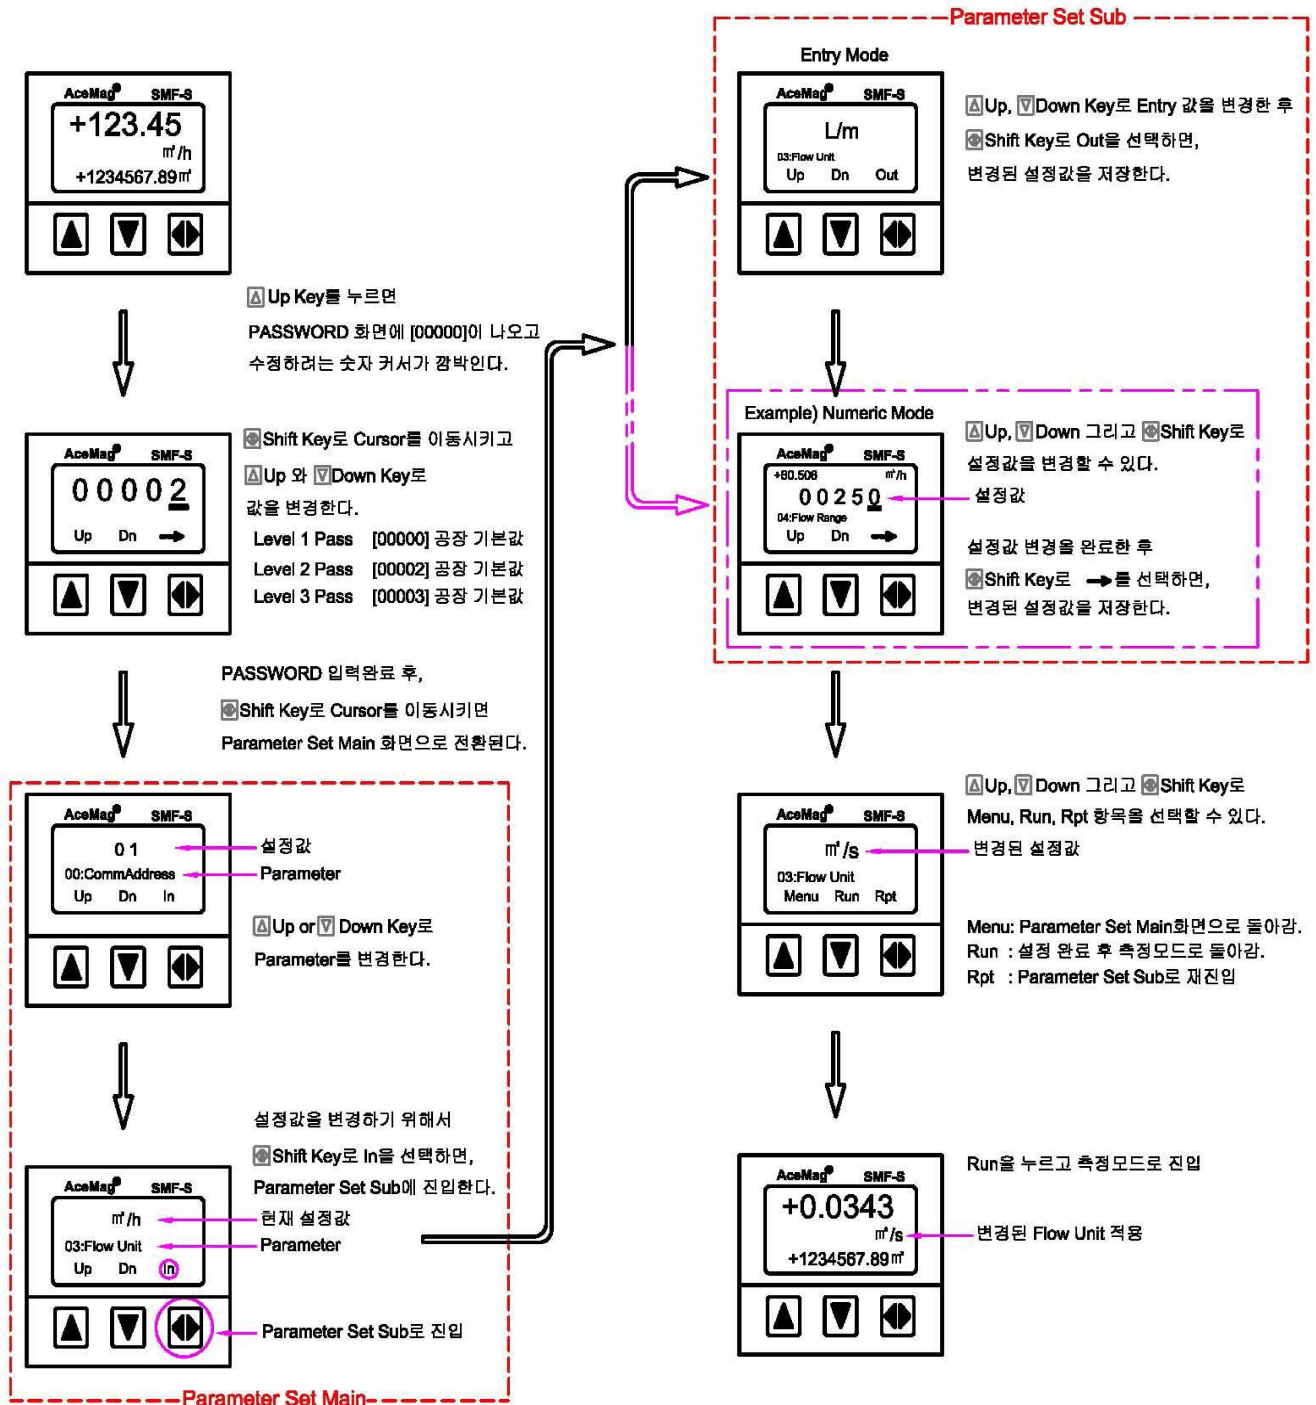 AceMag SMF-S
+123.45
㎥/h
+1234567.89㎥
Up Key를 누르면
PASSWORD 화면에 [00000]이 나오고
수정하려는 숫자 커서가 깜박인다.
AceMag SMF-S
00002
Up Dn →
Shift Key로 Cursor를 이동시키고
Up 와 Down Key로
값을 변경한다.
Level 1 Pass [00000] 공장 기본값
Level 2 Pass [00002] 공장 기본값
Level 3 Pass [00003] 공장 기본값
PASSWORD 입력완료 후,
Shift Key로 Cursor를 이동시키면
Parameter Set Main 화면으로 전환된다.
AceMag SMF-S
01
00:CommAddress
Up Dn In
설정값
Parameter
Up or Down Key로
Parameter를 변경한다.
설정값을 변경하기 위해서
Shift Key로 In을 선택하면,
Parameter Set Sub에 진입한다.
AceMag SMF-S
㎥/h
03:Flow Unit
Up Dn In
현재 설정값
Parameter
Parameter Set Sub로 진입
Parameter Set Main
Parameter Set Sub
Entry Mode
AceMag SMF-S
L/m
03:Flow Unit
Up Dn Out
Up, Down Key로 Entry 값을 변경한 후
Shift Key로 Out을 선택하면,
변경된 설정값을 저장한다.
Example) Numeric Mode
AceMag SMF-S
+80.506 ㎥/h
00250
04:Flow Range
Up Dn →
Up, Down 그리고 Shift Key로
설정값을 변경할 수 있다.
설정값
설정값 변경을 완료한 후
Shift Key로 →를 선택하면,
변경된 설정값을 저장한다.
AceMag SMF-S
㎥/s
03:Flow Unit
Menu Run Rpt
Up, Down 그리고 Shift Key로
Menu, Run, Rpt 항목을 선택할 수 있다.
변경된 설정값
Menu: Parameter Set Main화면으로 돌아감.
Run : 설정 완료 후 측정모드로 돌아감.
Rpt : Parameter Set Sub로 재진입
AceMag SMF-S
+0.0343
㎥/s
+1234567.89㎥
Run을 누르고 측정모드로 진입
변경된 Flow Unit 적용